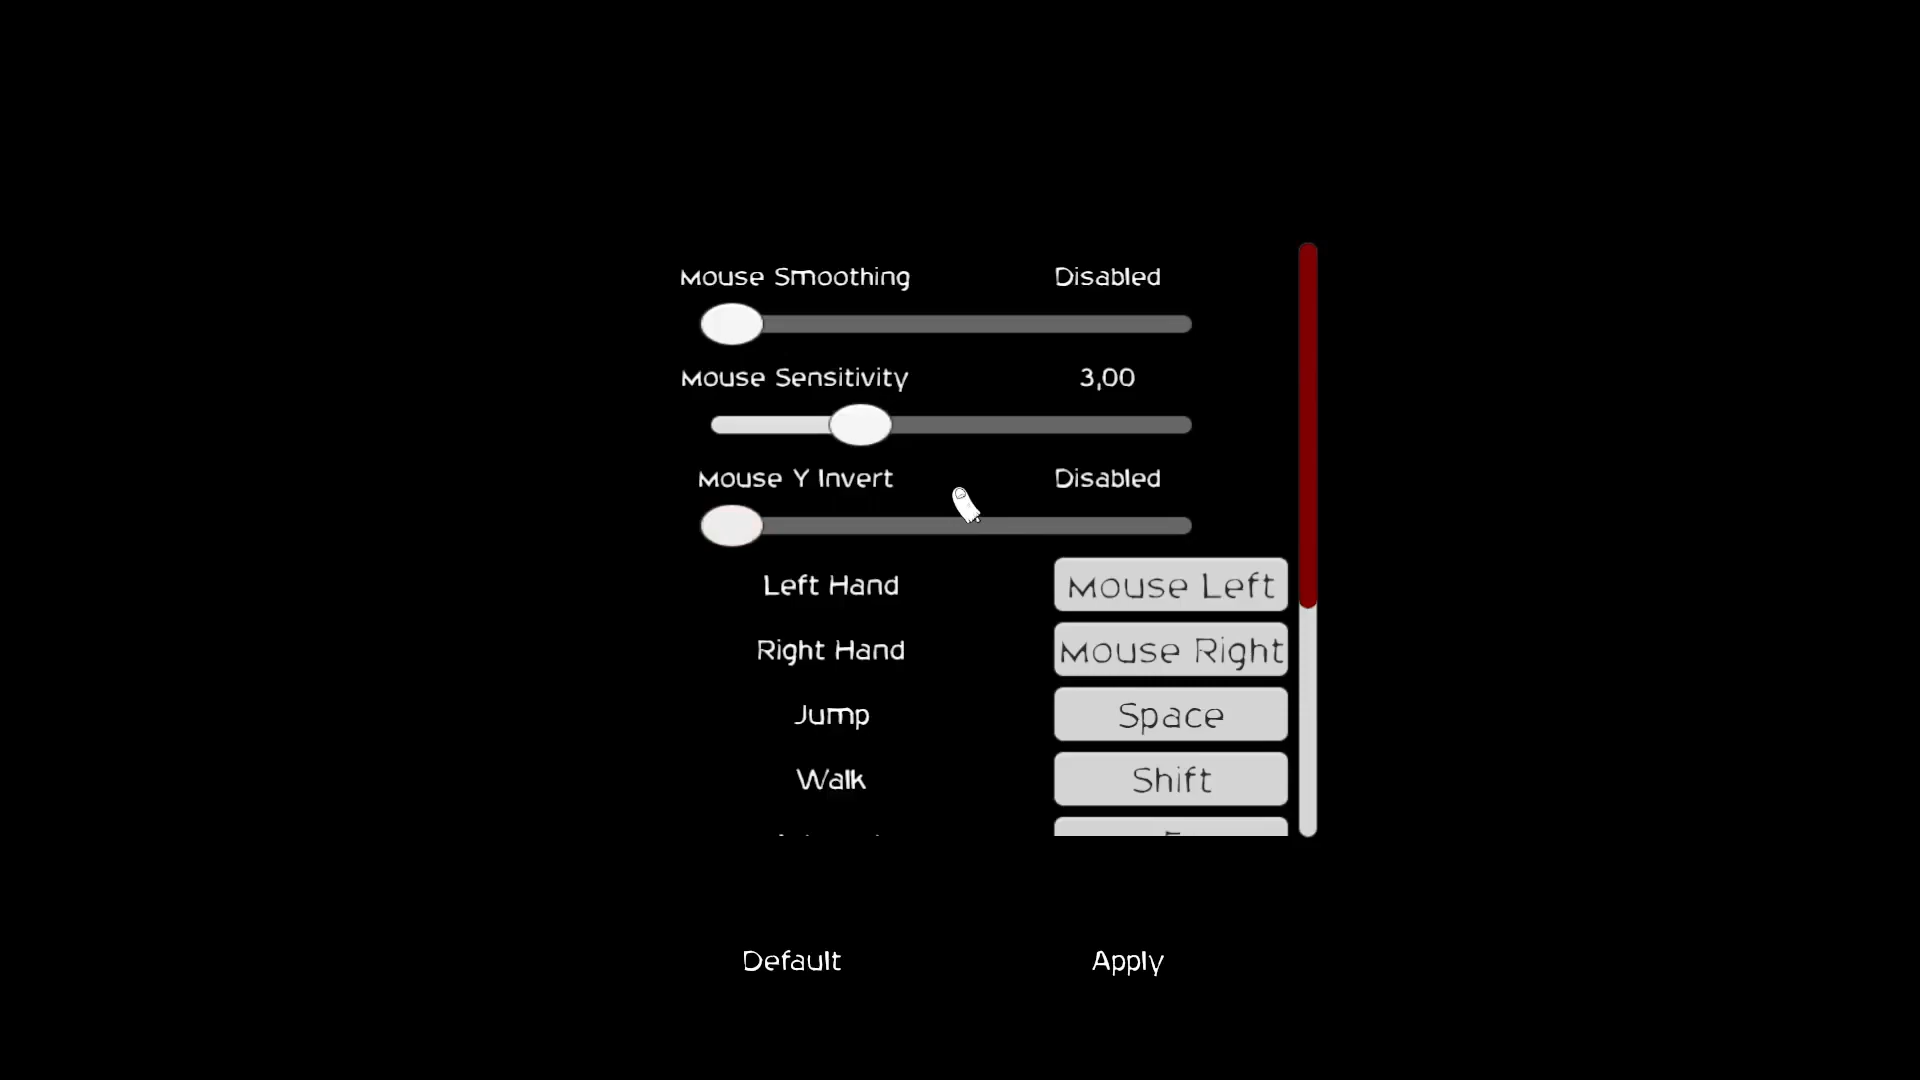 Mouse Smoothing Disabled
Mouse Sensitivity 3,00
Mouse Y Invert Disabled
Left Hand Mouse Left
Right Hand Mouse Right
Jump Space
Walk Shift
Default Apply